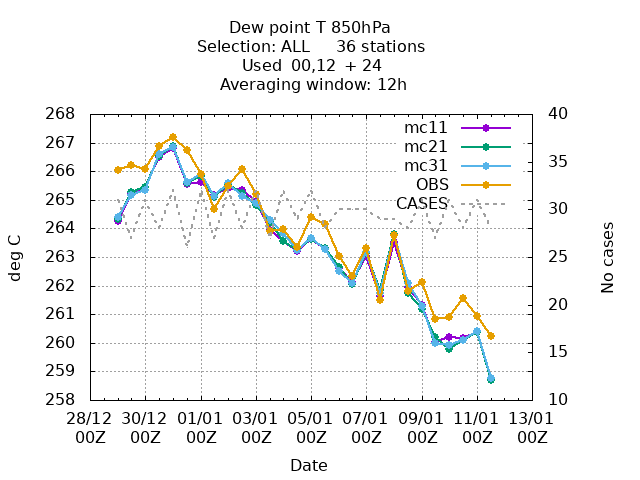 Dew point T 850hPa
Selection: ALL     36 stations
Used  00,12  + 24
Averaging window: 12h
268
267
266
265
264
263
262
261
260
259
258
deg C
40
35
30
25
20
15
10
No cases
mc11
mc21
mc31
OBS
CASES
28/12 30/12 01/01 03/01 05/01 07/01 09/01 11/01 13/01
00Z 00Z 00Z 00Z 00Z 00Z 00Z 00Z 00Z
Date